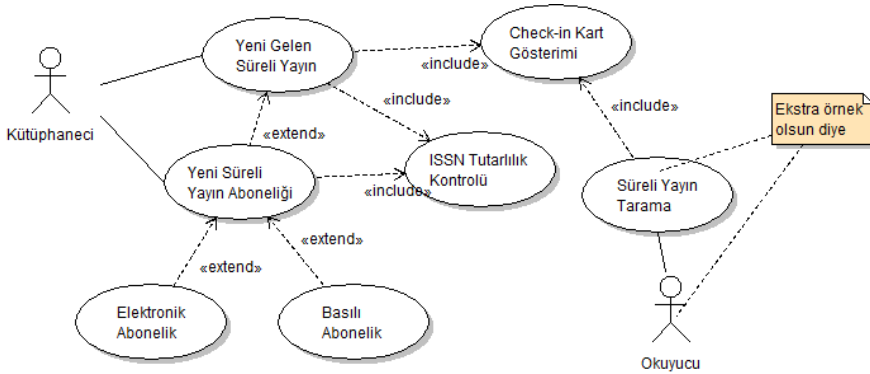 Yeni Gelen
Süreli Yayın
Check-in Kart
Gösterimi
«include»
«include»
«include»
Ekstra örnek
olsun diye
Kütüphaneci
«extend»
Yeni Süreli
Yayın Aboneliği
ISSN Tutarlılık
Kontrolü
«include»
Süreli Yayın
Tarama
«extend»
«extend»
Elektronik
Abonelik
Basılı
Abonelik
Okuyucu